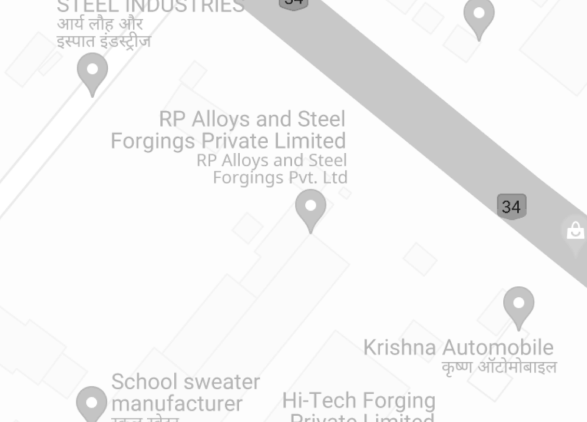 STEEL INDUSTRIES
आर्य लौह और
इस्पात इंडस्ट्रीज
34
RP Alloys and Steel
Forgings Private Limited
RP Alloys and Steel
Forgings Pvt. Ltd
34
Krishna Automobile
कृष्ण ऑटोमोबाइल
School sweater
manufacturer
Hi-Tech Forging
Private Limited